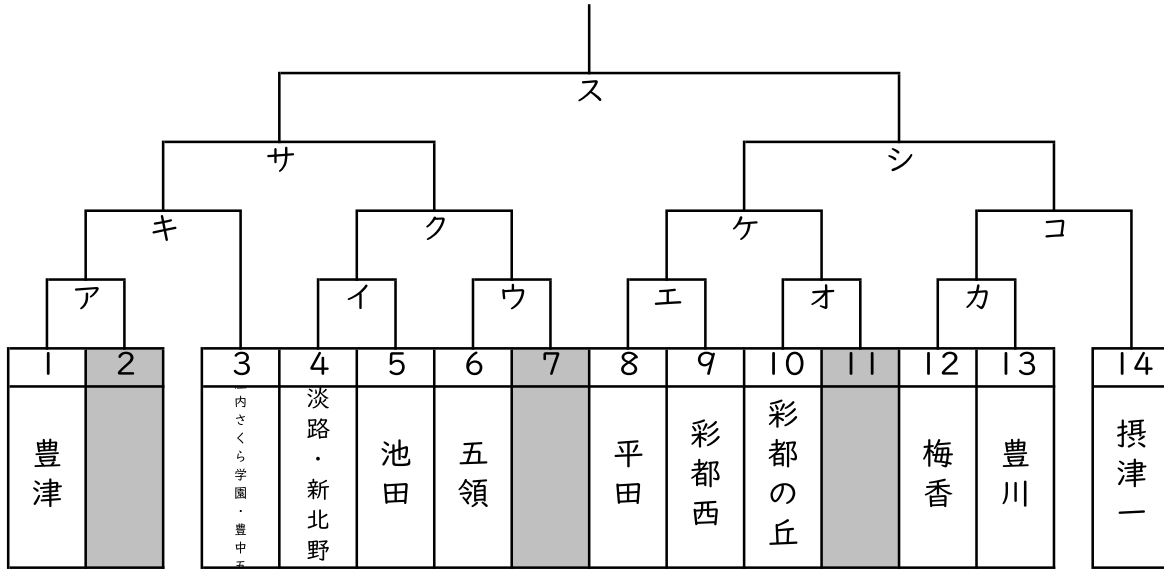 ス
サ
シ
キ
ク
ケ
コ
ア
イ
ウ
エ
オ
カ
1
2
3
4
5
6
7
8
9
10
11
12
13
14
豊津
内さくら学園・豊中
淡路・新北野
池田
五領
平田
彩都西
彩都の丘
梅香
豊川
摂津一